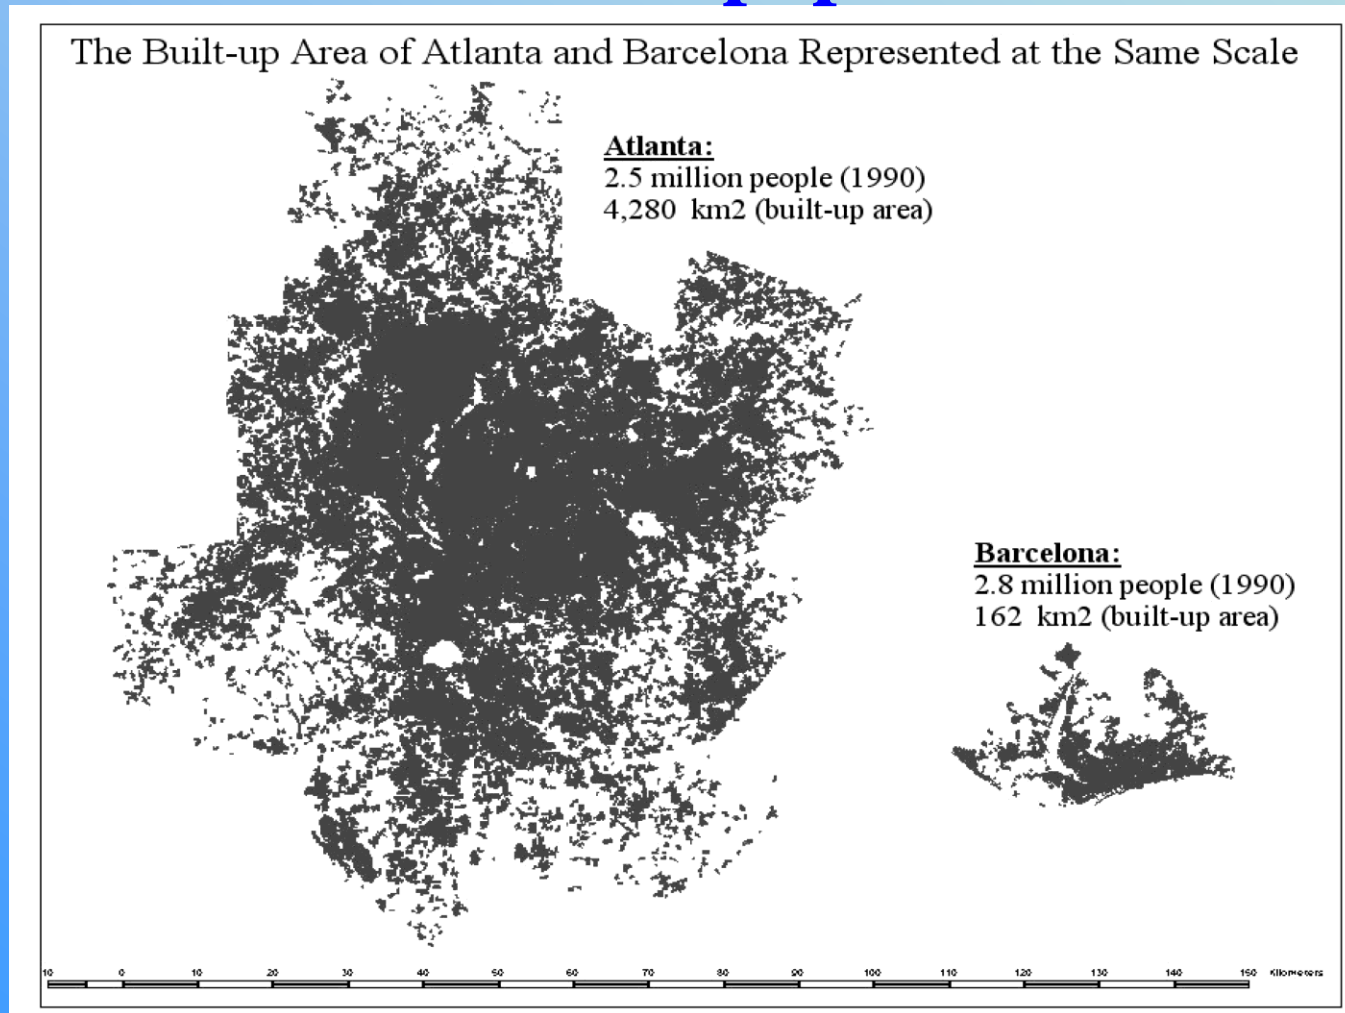 The Built-up Area of Atlanta and Barcelona Represented at the Same Scale
Atlanta:
2.5 million people (1990)
4,280 km2 (built-up area)
Barcelona:
2.8 million people (1990)
162 km2 (built-up area)
10 0 10 20 30 40 50 60 70 80 90 100 110 120 130 140 150 Kilometers